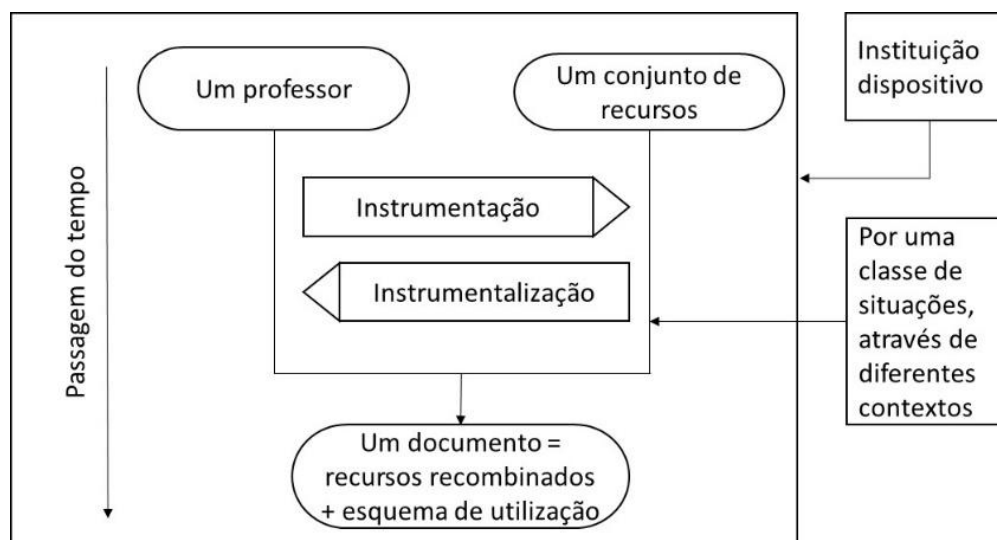 Passagem do tempo
Um professor
Um conjunto de
recursos
Instrumentação
Instrumentalização
Um documento =
recursos recombinados
+ esquema de utilização
Instituição
dispositivo
Por uma
classe de
situações,
através de
diferentes
contextos